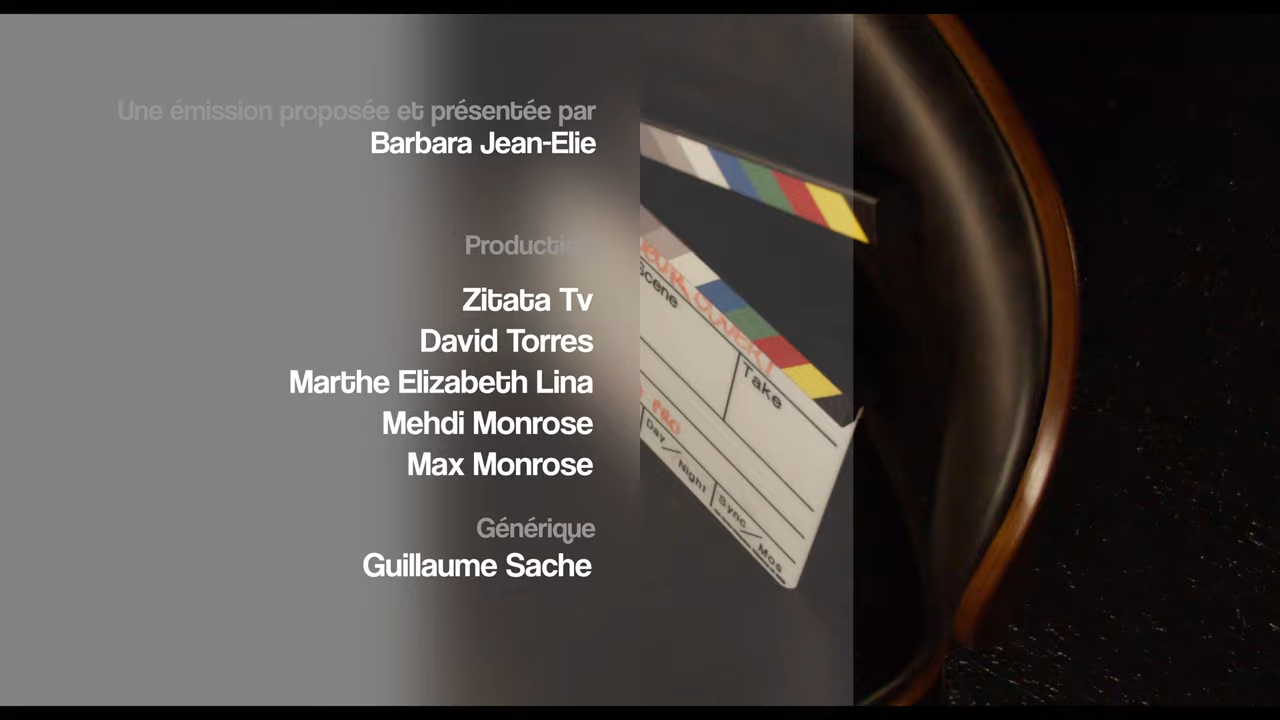 Une émission proposée et présentée par
Barbara Jean-Elie
Production
Zitata Tv
David Torres
Marthe Elizabeth Lina
Mehdi Monrose
Max Monrose
Générique
Guillaume Sache
Scene
Take
Day / Night
Sync / Mos